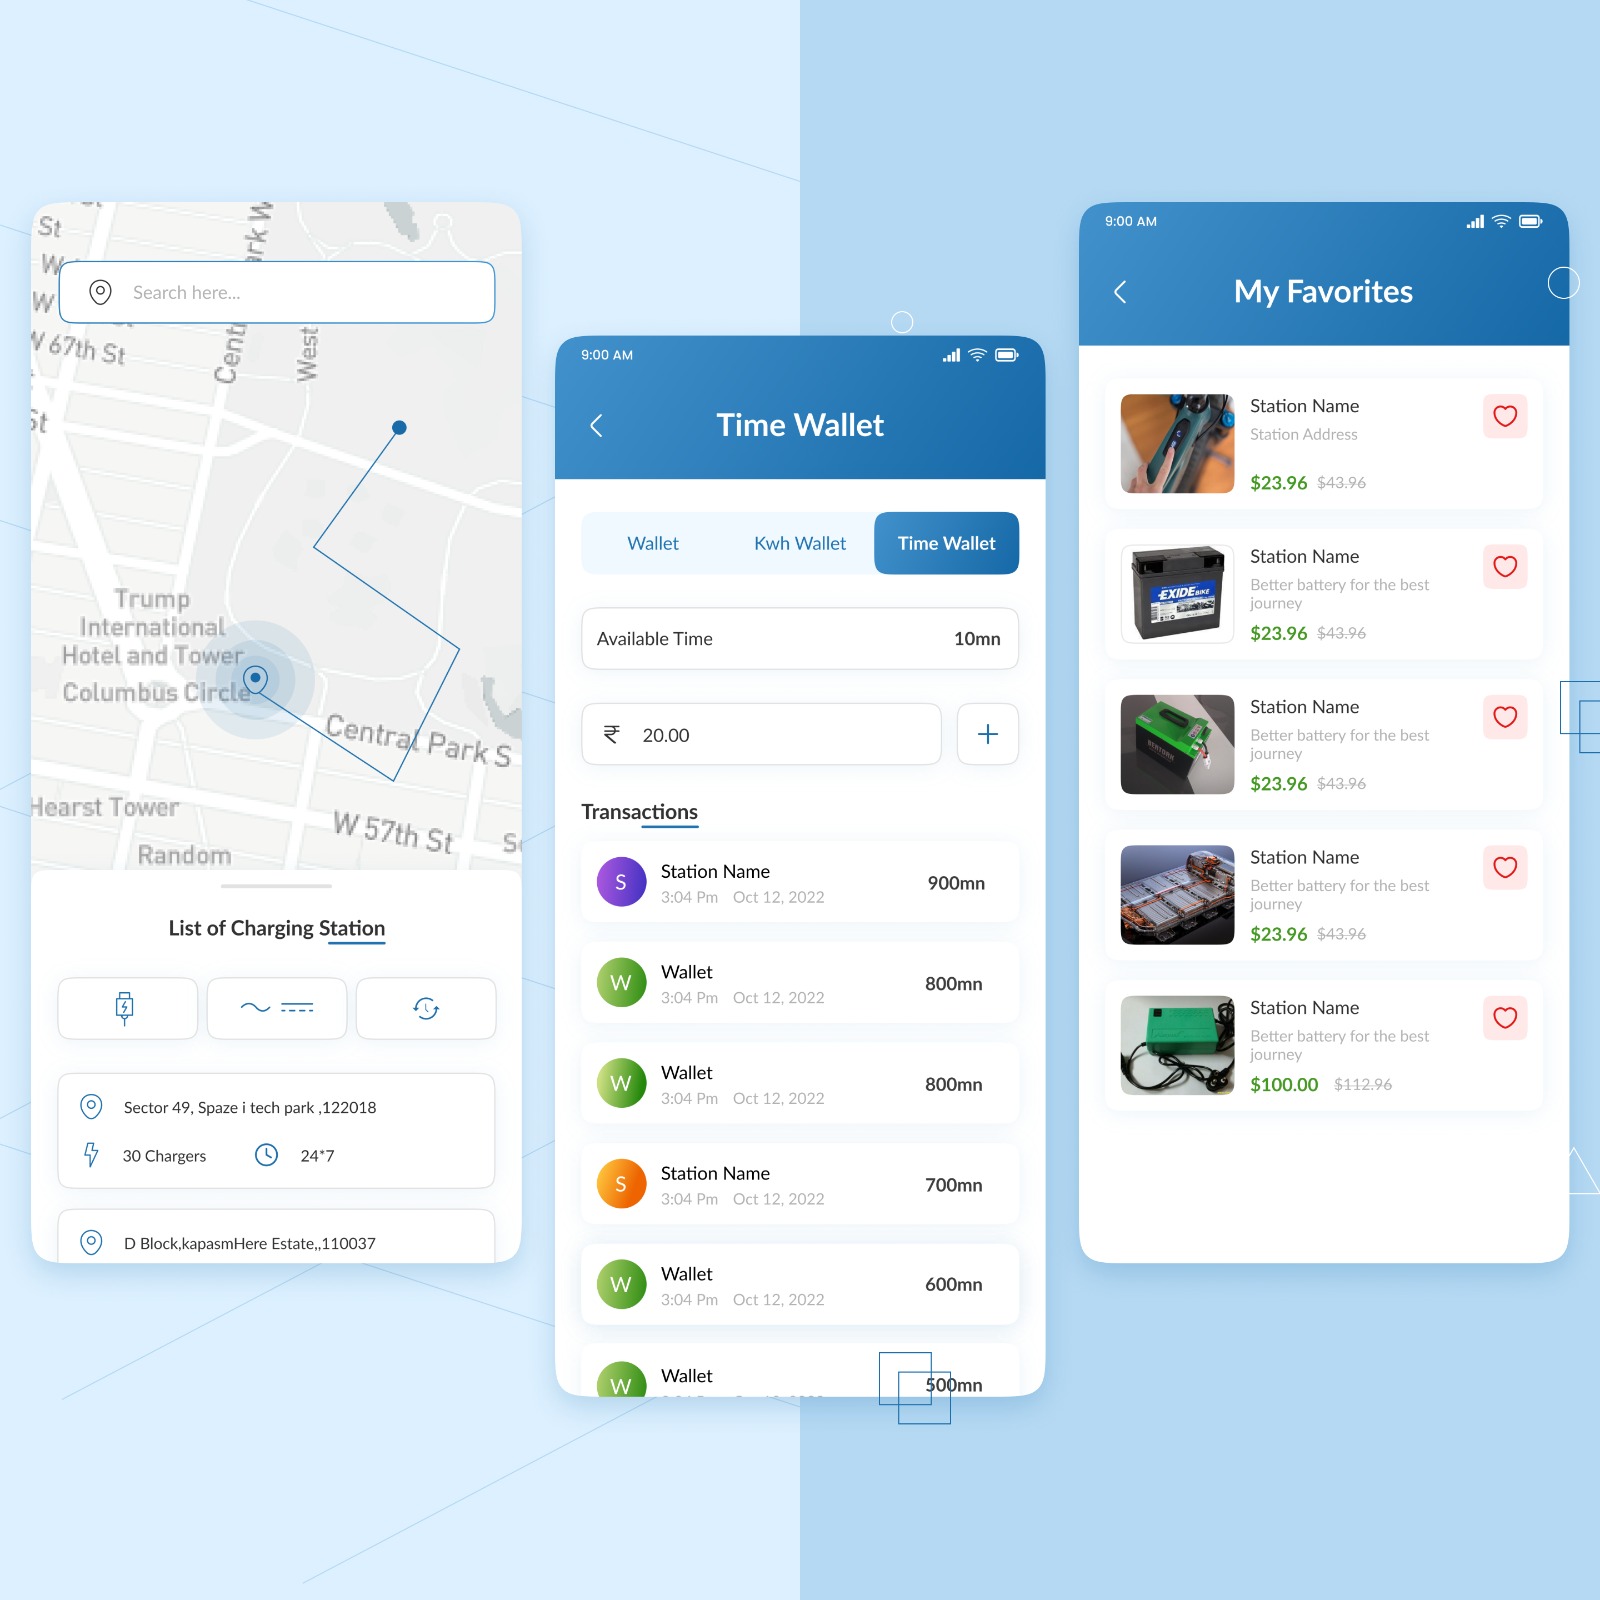 St
W
W
W 67th St
St
Central Park W
West
Search here...
Trump
International
Hotel and Tower
Columbus Circle
Central Park S
Hearst Tower
W 57th St
Random
List of Charging Station
Sector 49, Spaze i tech park ,122018
30 Chargers 24*7
D Block,kapasmHere Estate,,110037
9:00 AM
Time Wallet
Wallet Kwh Wallet Time Wallet
Available Time 10mn
₹ 20.00 +
Transactions
S Station Name 900mn
3:04 Pm Oct 12, 2022
W Wallet 800mn
3:04 Pm Oct 12, 2022
W Wallet 800mn
3:04 Pm Oct 12, 2022
S Station Name 700mn
3:04 Pm Oct 12, 2022
W Wallet 600mn
3:04 Pm Oct 12, 2022
W Wallet 500mn
9:00 AM
My Favorites
Station Name
Station Address
$23.96 $43.96
EXIDE BIKE
Station Name
Better battery for the best
journey
$23.96 $43.96
Station Name
Better battery for the best
journey
$23.96 $43.96
Station Name
Better battery for the best
journey
$23.96 $43.96
Station Name
Better battery for the best
journey
$100.00 $112.96